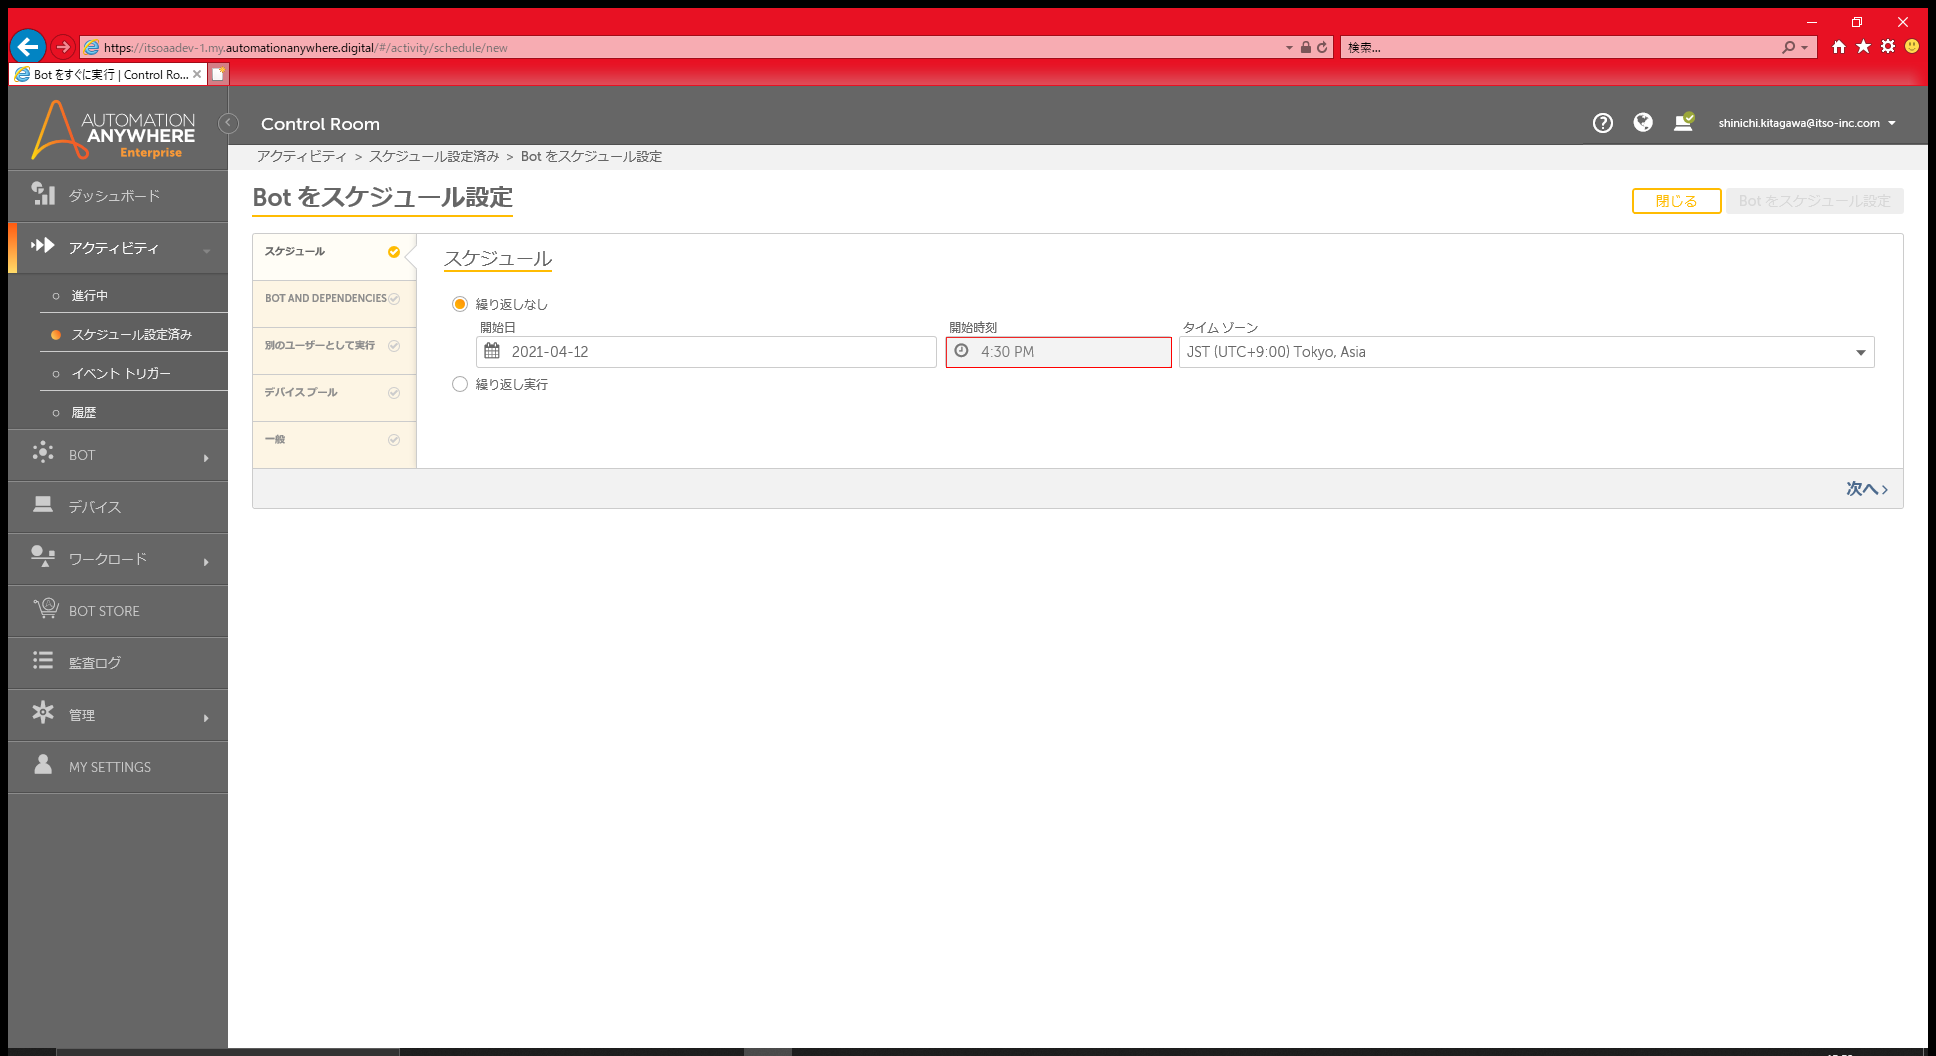 https://itsoaadev-1.my.automationanywhere.digital/#/activity/schedule/new
検索...
Bot をすぐに実行 | Control Ro...
AUTOMATION
ANYWHERE
Enterprise
Control Room
shinichi.kitagawa@itso-inc.com
アクティビティ > スケジュール設定済み > Bot をスケジュール設定
Bot をスケジュール設定
閉じる
Bot をスケジュール設定
ダッシュボード
アクティビティ
進行中
スケジュール設定済み
イベント トリガー
履歴
BOT
デバイス
ワークロード
BOT STORE
監査ログ
管理
MY SETTINGS
スケジュール
BOT AND DEPENDENCIES
別のユーザーとして実行
デバイス プール
一般
スケジュール
繰り返しなし
開始日
開始時刻
タイム ゾーン
2021-04-12
4:30 PM
JST (UTC+9:00) Tokyo, Asia
繰り返し実行
次へ